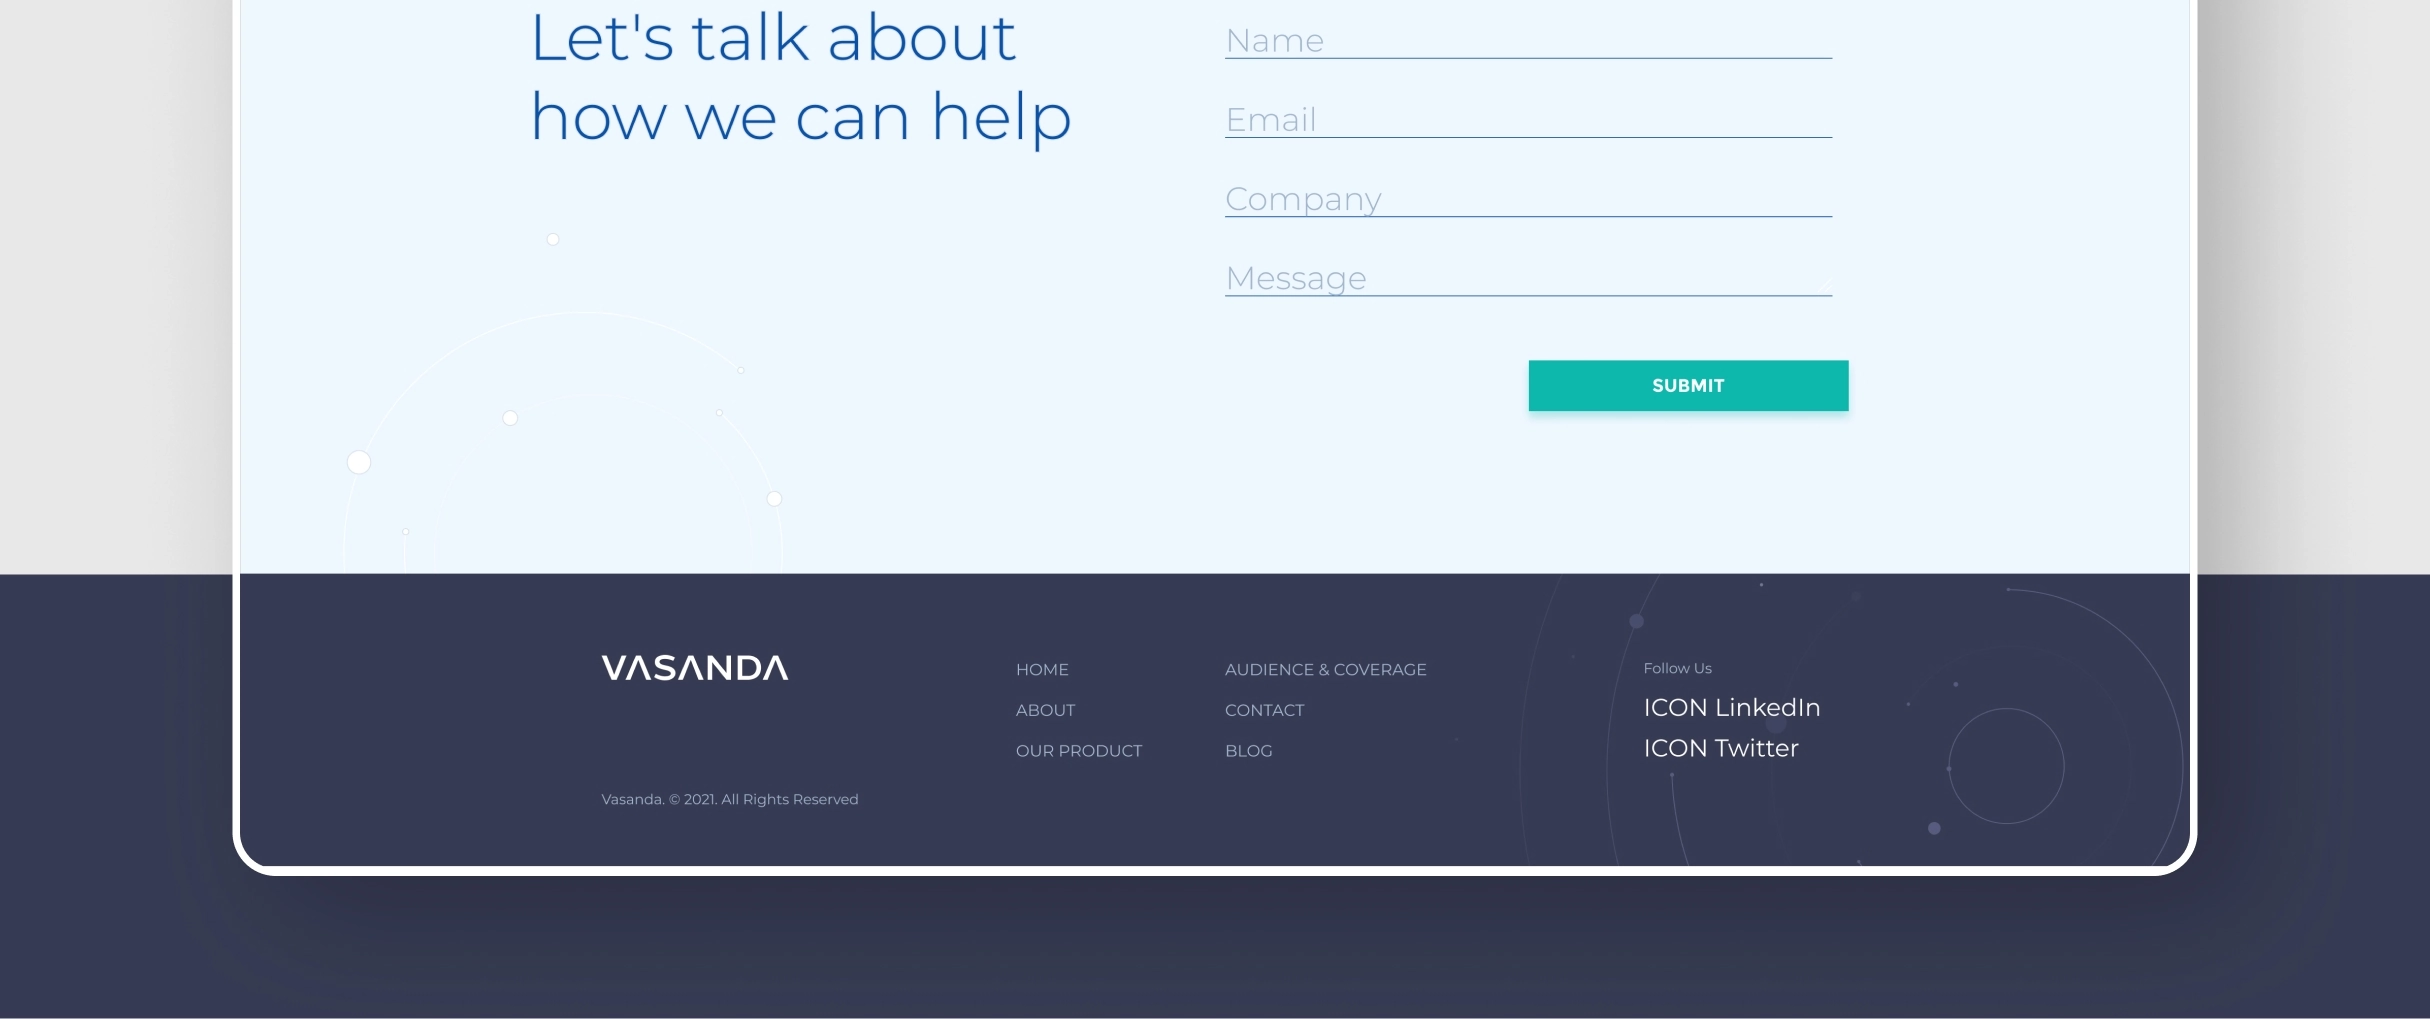 Let's talk about
how we can help
Name
Email
Company
Message
SUBMIT
VASANDA
HOME
ABOUT
OUR PRODUCT
AUDIENCE & COVERAGE
CONTACT
BLOG
Follow Us
ICON LinkedIn
ICON Twitter
Vasanda. © 2021. All Rights Reserved